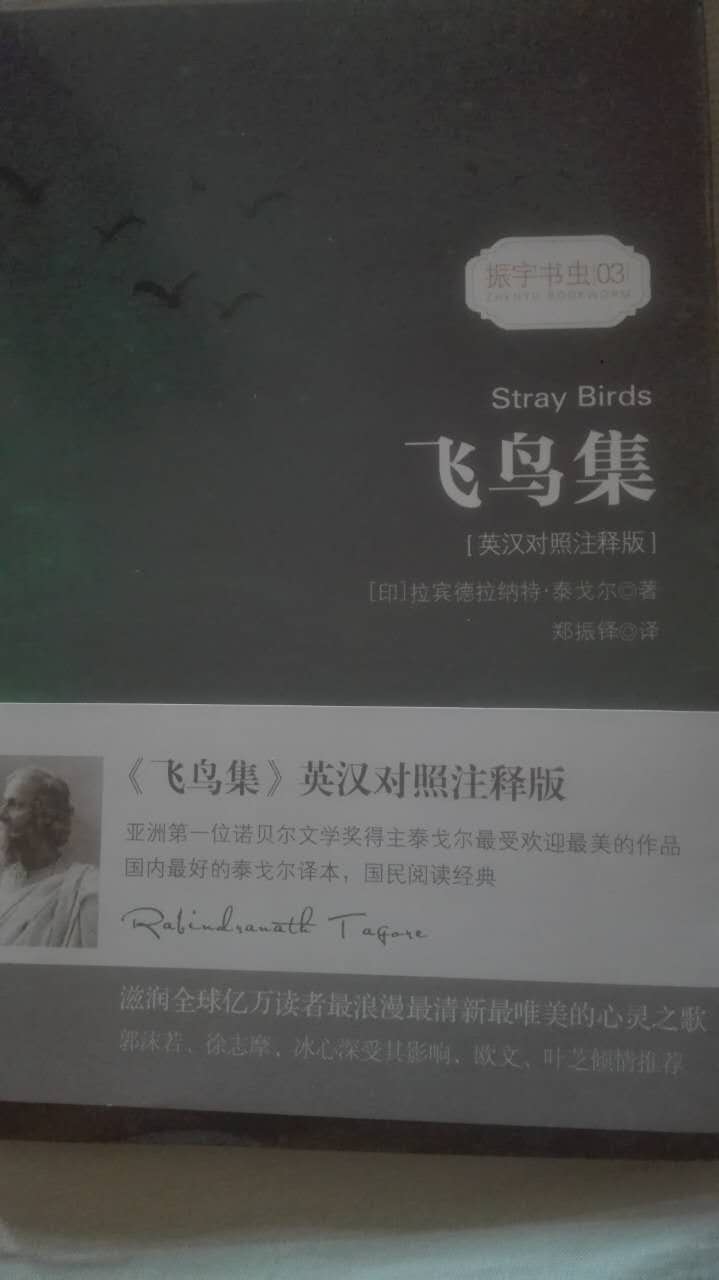 振宇书虫|03
ZHENYU BOOKWORM
Stray Birds
飞鸟集
[英汉对照注释版]
[印]拉宾德拉纳特·泰戈尔◎著
郑振铎◎译
《飞鸟集》英汉对照注释版
亚洲第一位诺贝尔文学奖得主泰戈尔最受欢迎最美的作品
国内最好的泰戈尔译本，国民阅读经典
Rabindranath Tagore
滋润全球亿万读者最浪漫最清新最唯美的心灵之歌
郭沫若、徐志摩、冰心深受其影响、欧文、叶芝倾情推荐